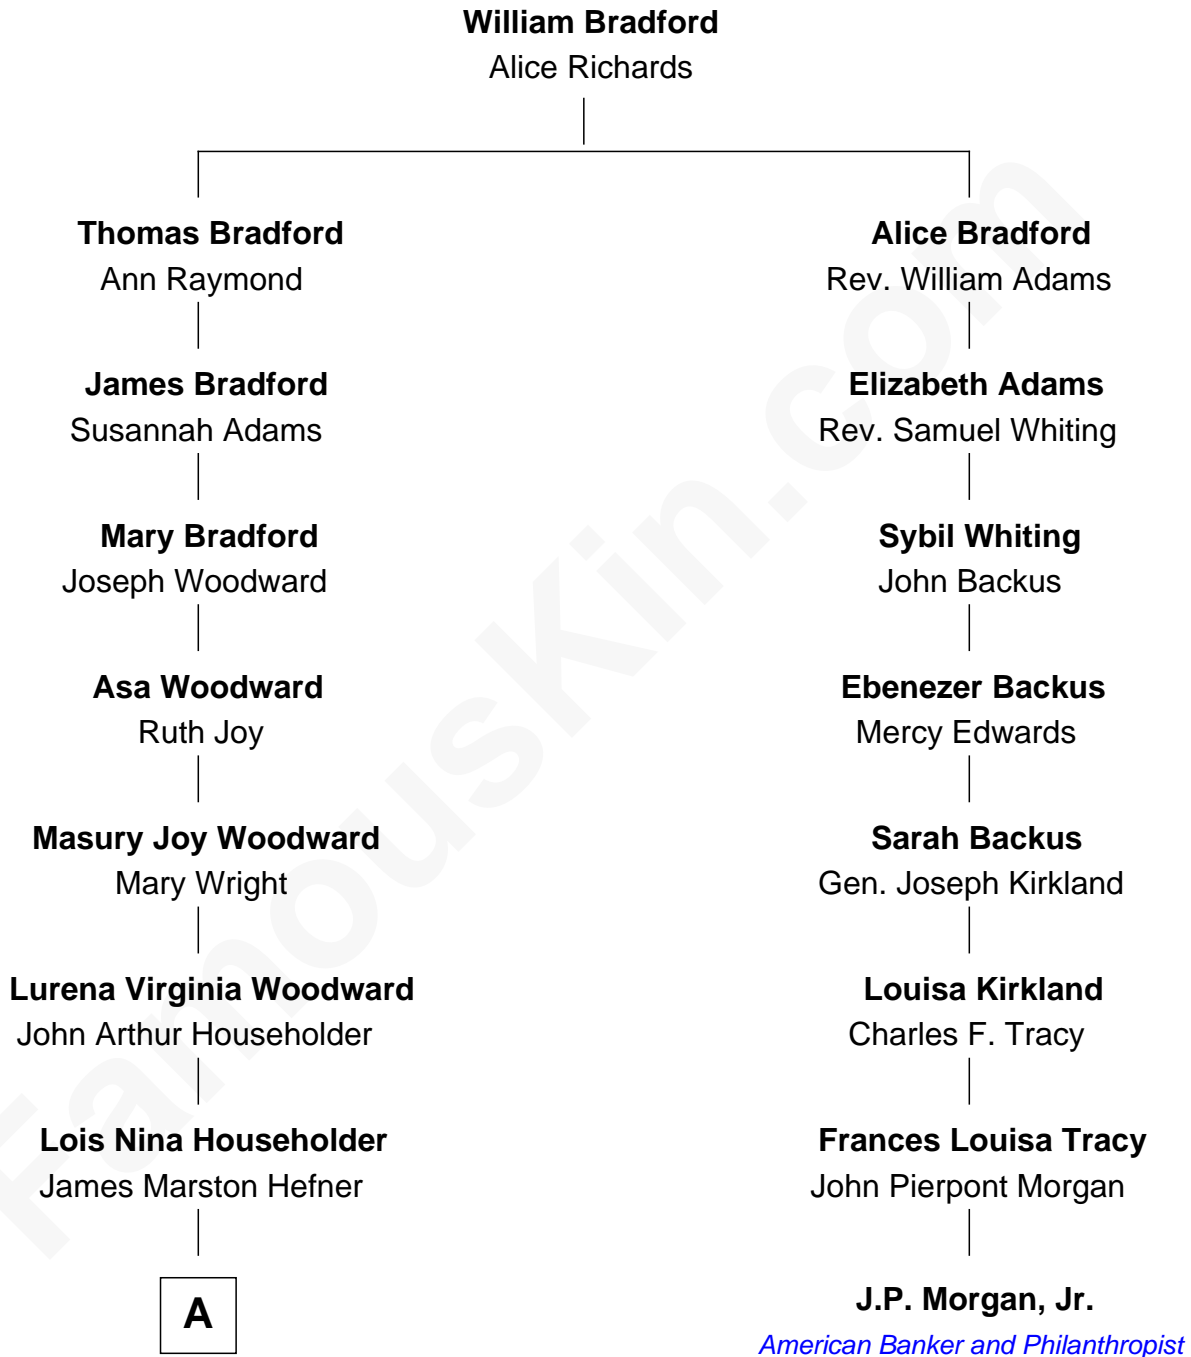 William Bradford
Alice Richards
Thomas Bradford
Ann Raymond
James Bradford
Susannah Adams
Mary Bradford
Joseph Woodward
Asa Woodward
Ruth Joy
Masury Joy Woodward
Mary Wright
Lurena Virginia Woodward
John Arthur Householder
Lois Nina Householder
James Marston Hefner
A
Alice Bradford
Rev. William Adams
Elizabeth Adams
Rev. Samuel Whiting
Sybil Whiting
John Backus
Ebenezer Backus
Mercy Edwards
Sarah Backus
Gen. Joseph Kirkland
Louisa Kirkland
Charles F. Tracy
Frances Louisa Tracy
John Pierpont Morgan
J.P. Morgan, Jr.
American Banker and Philanthropist
FamousKin.com